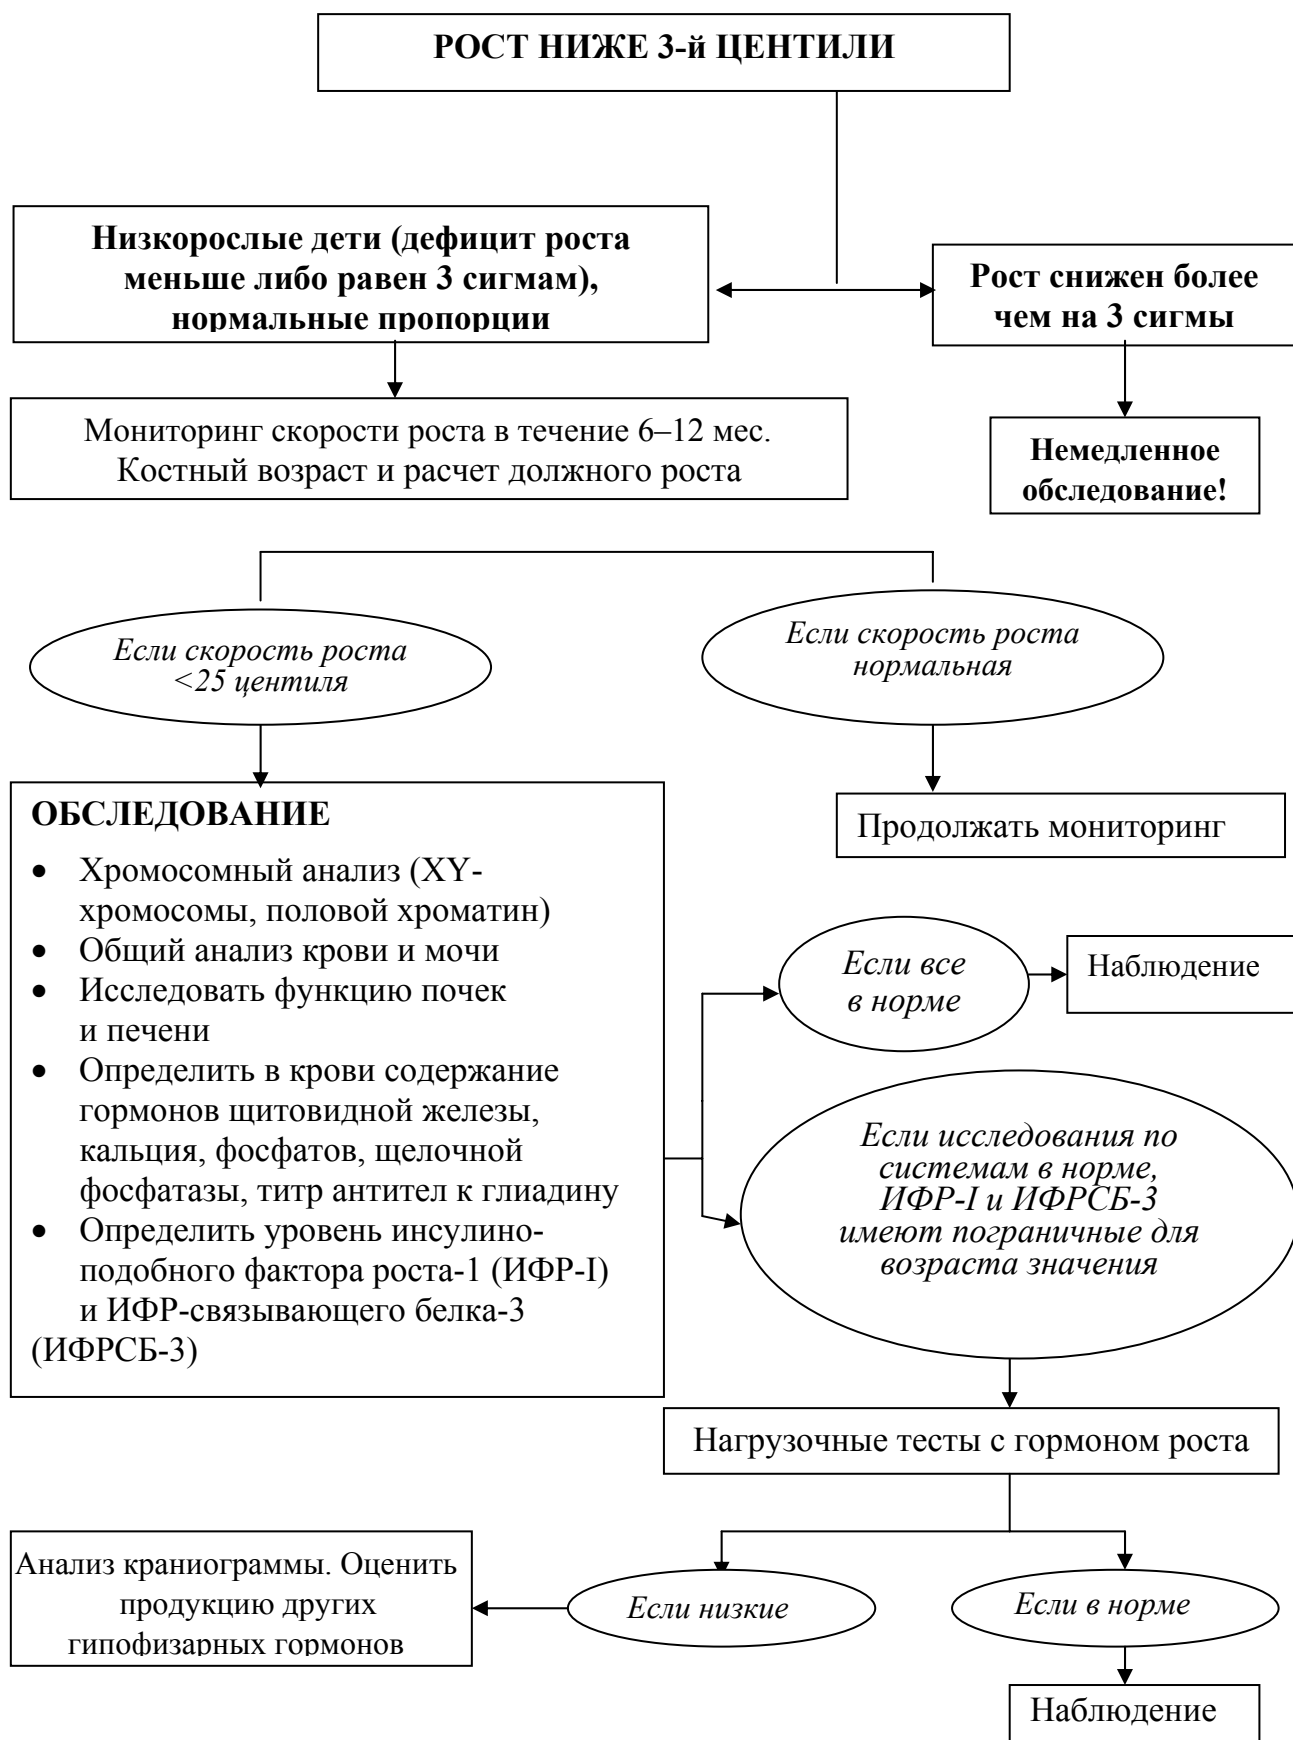 РОСТ НИЖЕ 3-й ЦЕНТИЛИ
Низкорослые дети (дефицит роста
меньше либо равен 3 сигмам),
нормальные пропорции
Рост снижен более
чем на 3 сигмы
Мониторинг скорости роста в течение 6–12 мес.
Костный возраст и расчет должного роста
Немедленное
обследование!
Если скорость роста
<25 центиля
Если скорость роста
нормальная
ОБСЛЕДОВАНИЕ
• Хромосомный анализ (XY-
хромосомы, половой хроматин)
• Общий анализ крови и мочи
• Исследовать функцию почек
и печени
• Определить в крови содержание
гормонов щитовидной железы,
кальция, фосфатов, щелочной
фосфатазы, титр антител к глиадину
• Определить уровень инсулино-
подобного фактора роста-1 (ИФР-I)
и ИФР-связывающего белка-3
(ИФРСБ-3)
Продолжать мониторинг
Если все
в норме
Наблюдение
Если исследования по
системам в норме,
ИФР-I и ИФРСБ-3
имеют пограничные для
возраста значения
Нагрузочные тесты с гормоном роста
Анализ краниограммы. Оценить
продукцию других
гипофизарных гормонов
Если низкие
Если в норме
Наблюдение